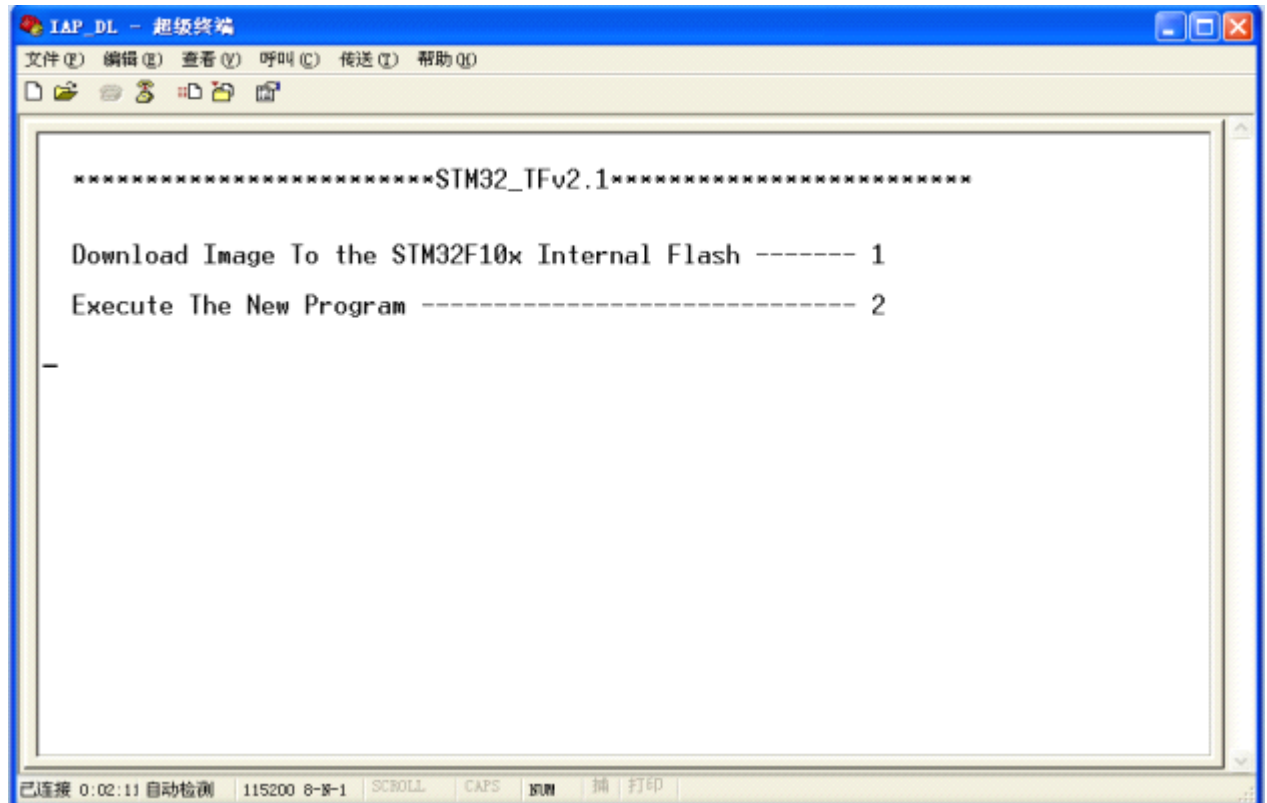 IAP_DL - 超级终端
文件(F) 编辑(E) 查看(V) 呼叫(C) 传送(T) 帮助(H)
*************************STM32_TFv2.1*************************
Download Image To the STM32F10x Internal Flash ------- 1
Execute The New Program ------------------------------ 2
_
已连接 0:02:11 自动检测 115200 8-N-1 SCROLL CAPS NUM 捕 打印